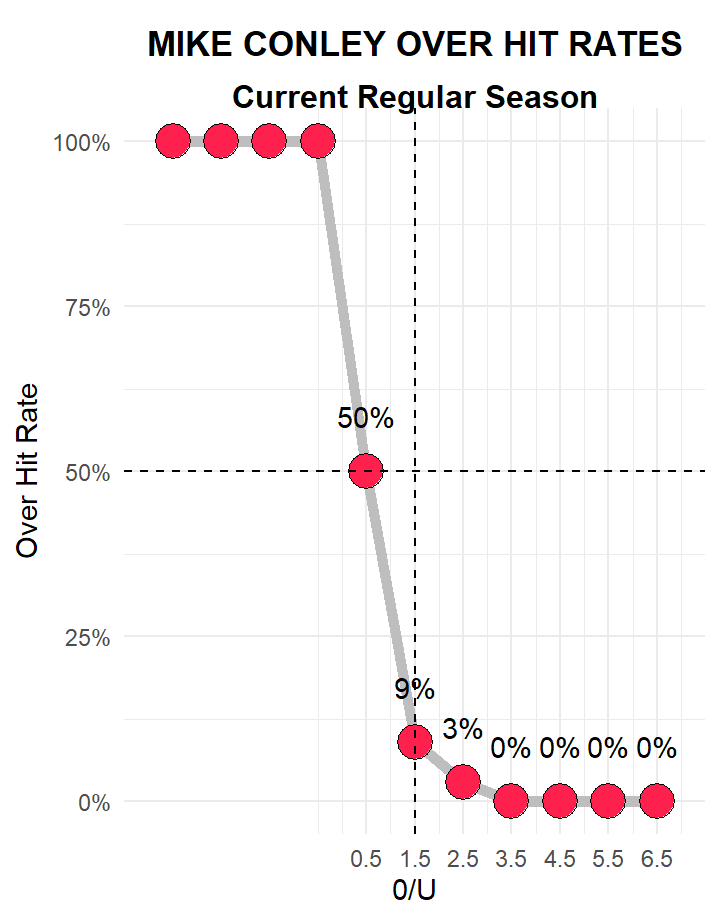 MIKE CONLEY OVER HIT RATES
Current Regular Season
100%
75%
50%
25%
0%
Over Hit Rate
50%
9%
3%
0% 0% 0% 0%
0.5 1.5 2.5 3.5 4.5 5.5 6.5
0/U